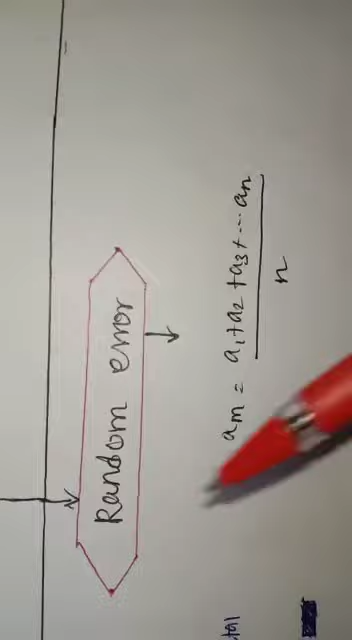 Random error
am = a1+a2+a3+...an
n